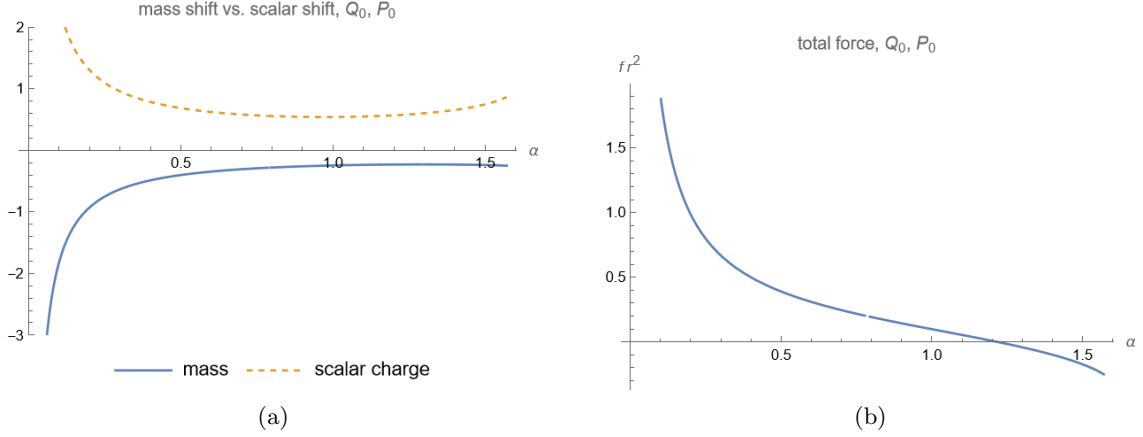 mass shift vs. scalar shift, Q₀, P₀
2
1
α
0.5
1.0
1.5
−1
−2
−3
mass
scalar charge
(a)
total force, Q₀, P₀
f r²
1.5
1.0
0.5
α
0.5
1.0
1.5
(b)